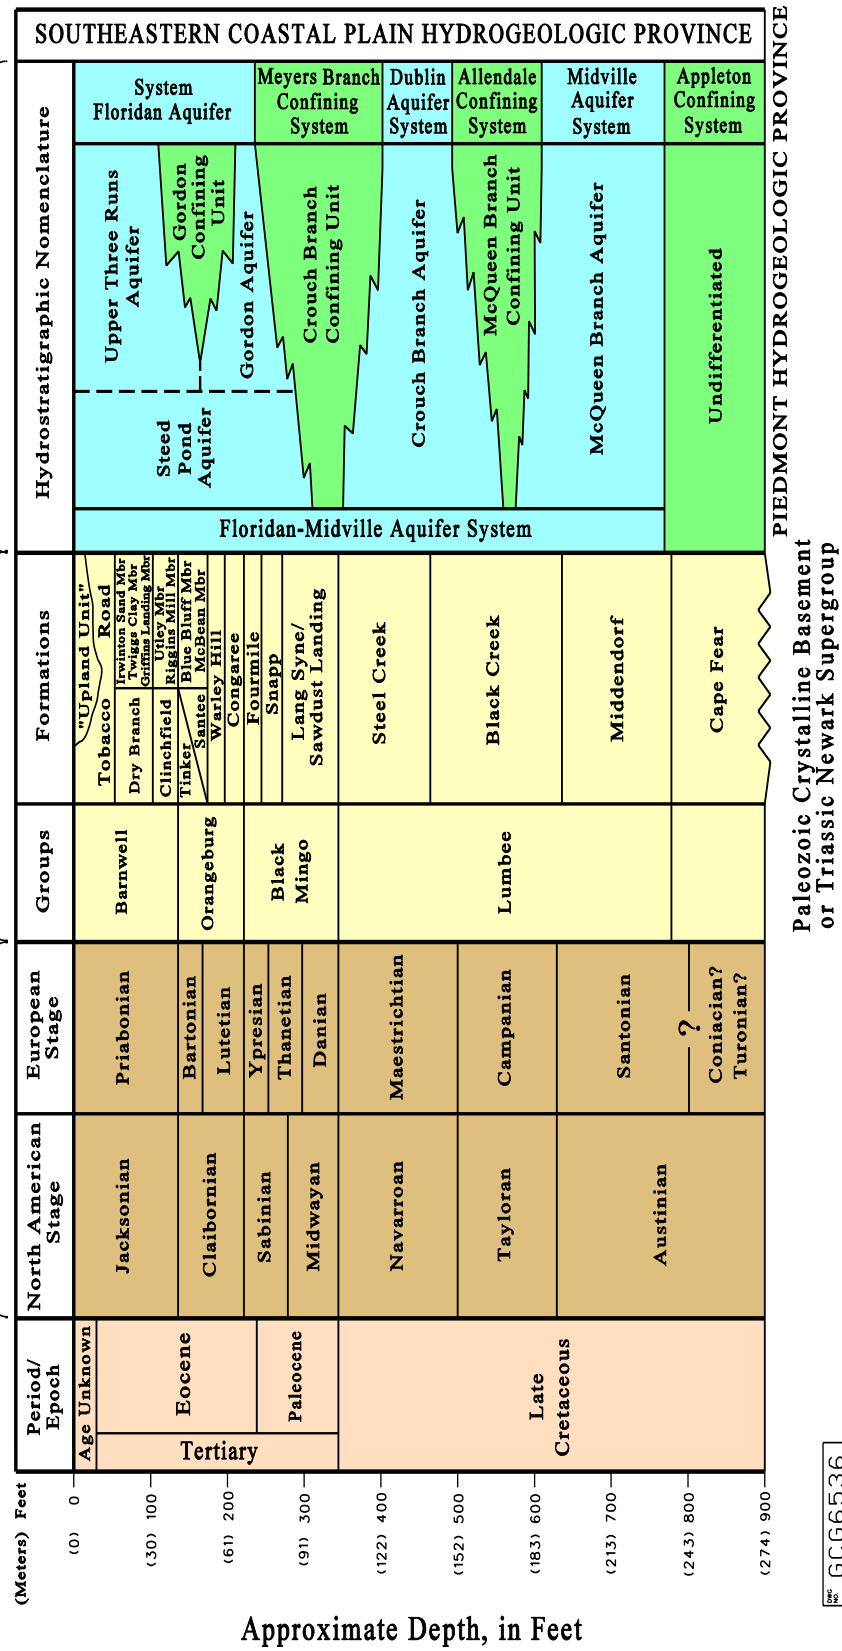 SOUTHEASTERN COASTAL PLAIN HYDROGEOLOGIC PROVINCE
PIEDMONT HYDROGEOLOGIC PROVINCE
Hydrostratigraphic Nomenclature
System
Floridan Aquifer
Meyers Branch
Confining
System
Dublin
Aquifer
System
Allendale
Confining
System
Midville
Aquifer
System
Appleton
Confining
System
Upper Three Runs
Aquifer
Gordon
Confining
Unit
Gordon Aquifer
Steed
Pond
Aquifer
Crouch Branch
Confining Unit
Crouch Branch Aquifer
McQueen Branch
Confining Unit
McQueen Branch Aquifer
Undifferentiated
Floridan-Midville Aquifer System
Formations
"Upland Unit"
Tobacco Road
Irwinton Sand Mbr
Twiggs Clay Mbr
Griffins Landing Mbr
Dry Branch
Utley Mbr
Riggins Mill Mbr
Clinchfield
Blue Bluff Mbr
McBean Mbr
Tinker
Santee
Warley Hill
Congaree
Fourmile
Snapp
Lang Syne/
Sawdust Landing
Steel Creek
Black Creek
Middendorf
Cape Fear
Paleozoic Crystalline Basement
or Triassic Newark Supergroup
Groups
Barnwell
Orangeburg
Black
Mingo
Lumbee
European
Stage
Priabonian
Bartonian
Lutetian
Ypresian
Thanetian
Danian
Maestrichtian
Campanian
Santonian
?
Coniacian?
Turonian?
North American
Stage
Jacksonian
Claibornian
Sabinian
Midwayan
Navarroan
Tayloran
Austinian
Period/
Epoch
Age Unknown
Eocene
Paleocene
Tertiary
Late
Cretaceous
(Meters) Feet
(0) 0
(30) 100
(61) 200
(91) 300
(122) 400
(152) 500
(183) 600
(213) 700
(243) 800
(274) 900
Approximate Depth, in Feet
DWG
NO.
GCG6536